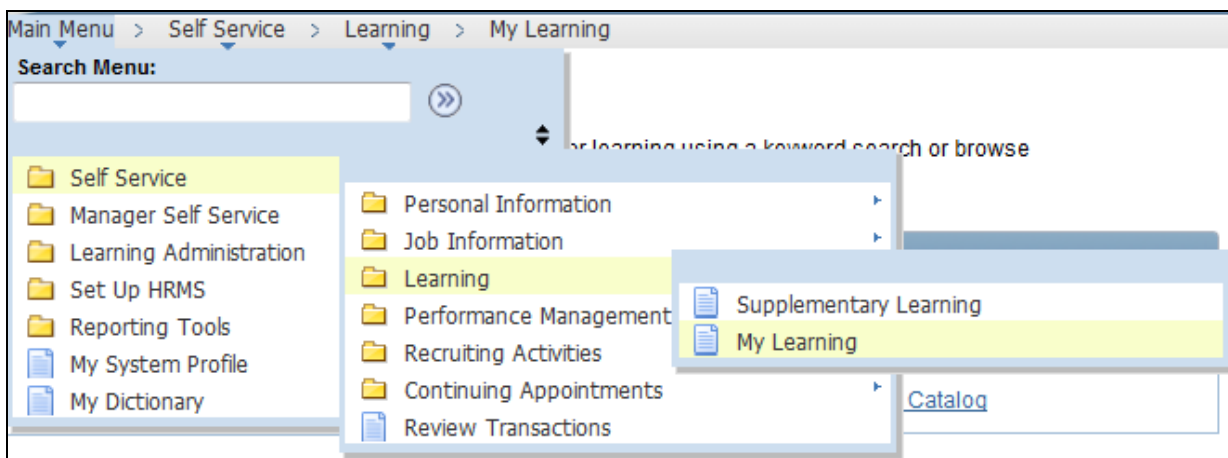 Main Menu > Self Service > Learning > My Learning
Search Menu:
or learning using a keyword search or browse
Self Service
Manager Self Service
Learning Administration
Set Up HRMS
Reporting Tools
My System Profile
My Dictionary
Personal Information
Job Information
Learning
Performance Management
Recruiting Activities
Continuing Appointments
Review Transactions
Supplementary Learning
My Learning
Catalog